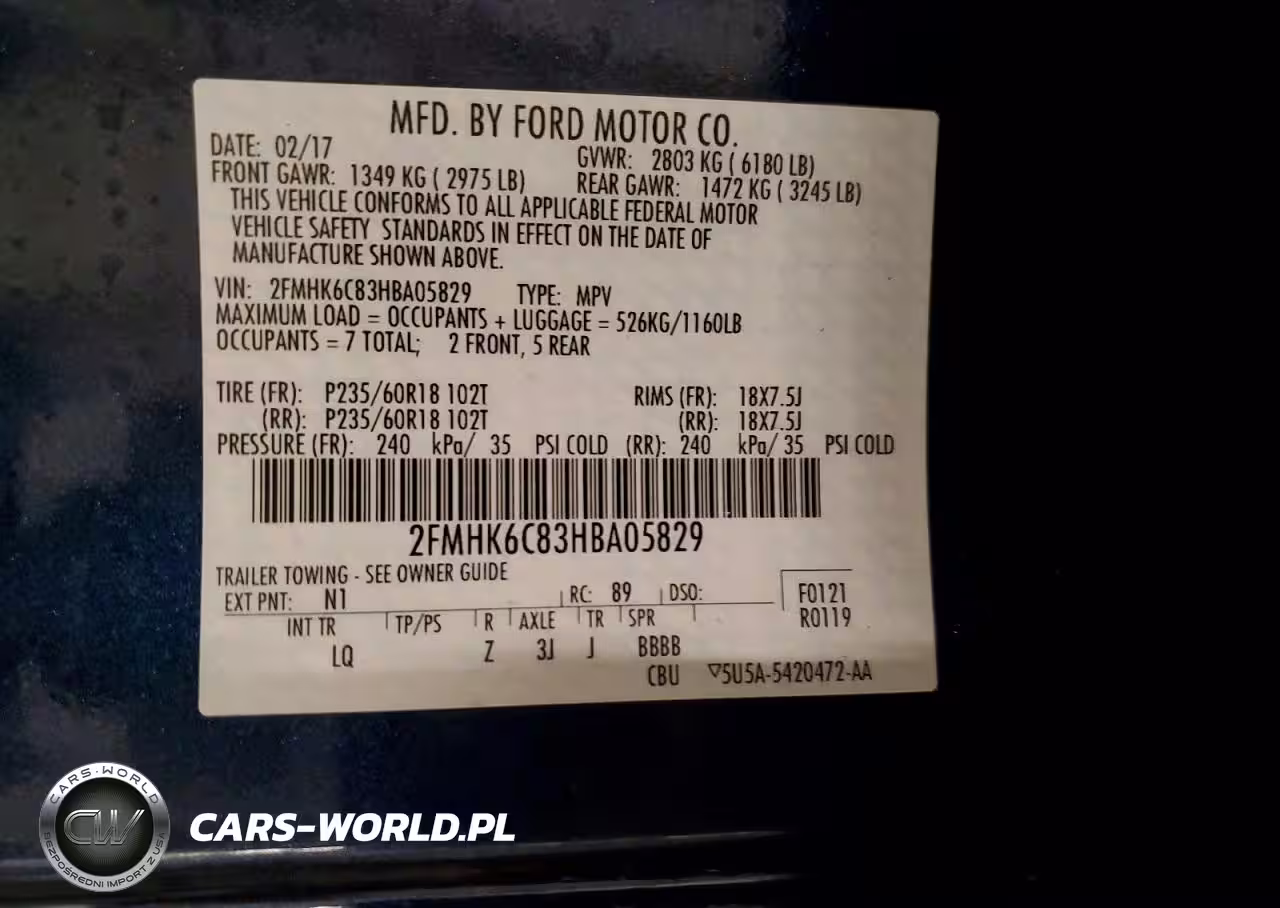 MFD. BY FORD MOTOR CO.
DATE: 02/17 GVWR: 2803 KG ( 6180 LB)
FRONT GAWR: 1349 KG ( 2975 LB) REAR GAWR: 1472 KG ( 3245 LB)
THIS VEHICLE CONFORMS TO ALL APPLICABLE FEDERAL MOTOR
VEHICLE SAFETY STANDARDS IN EFFECT ON THE DATE OF
MANUFACTURE SHOWN ABOVE.
VIN: 2FMHK6C83HBA05829 TYPE: MPV
MAXIMUM LOAD = OCCUPANTS + LUGGAGE = 526KG/1160LB
OCCUPANTS = 7 TOTAL; 2 FRONT, 5 REAR
TIRE (FR): P235/60R18 102T RIMS (FR): 18X7.5J
(RR): P235/60R18 102T (RR): 18X7.5J
PRESSURE (FR): 240 kPa/ 35 PSI COLD (RR): 240 kPa/ 35 PSI COLD
2FMHK6C83HBA05829
TRAILER TOWING - SEE OWNER GUIDE
EXT PNT: N1 RC: 89 DSO: F0121
INT TR TP/PS R AXLE TR SPR R0119
LQ Z 3J J BBBB
CBU ▽5U5A-5420472-AA
CARS-WORLD
CW
BEZPOŚREDNI IMPORT Z USA
CARS-WORLD.PL